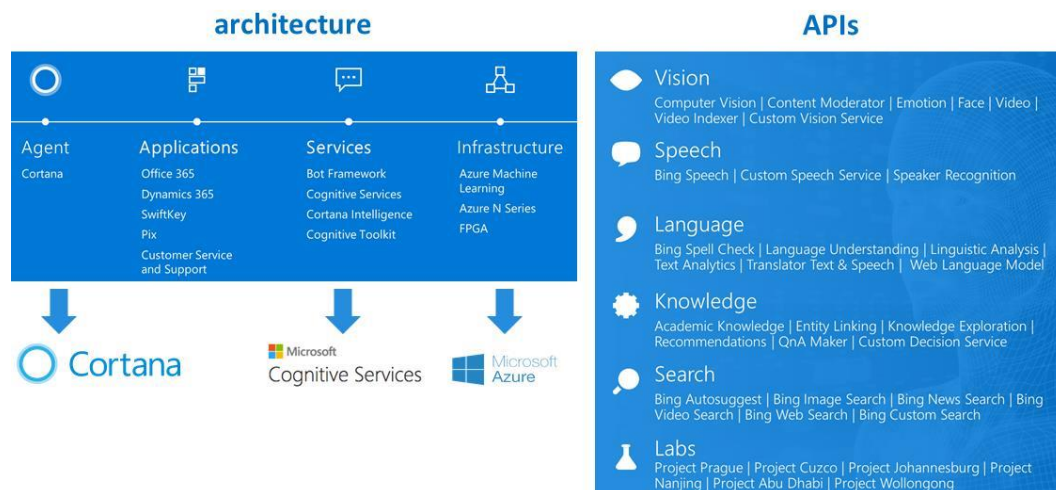 architecture
Agent
Cortana
Applications
Office 365
Dynamics 365
SwiftKey
Pix
Customer Service
and Support
Services
Bot Framework
Cognitive Services
Cortana Intelligence
Cognitive Toolkit
Infrastructure
Azure Machine
Learning
Azure N Series
FPGA
Cortana
Microsoft
Cognitive Services
Microsoft
Azure
APIs
Vision
Computer Vision | Content Moderator | Emotion | Face | Video |
Video Indexer | Custom Vision Service
Speech
Bing Speech | Custom Speech Service | Speaker Recognition
Language
Bing Spell Check | Language Understanding | Linguistic Analysis |
Text Analytics | Translator Text & Speech | Web Language Model
Knowledge
Academic Knowledge | Entity Linking | Knowledge Exploration |
Recommendations | QnA Maker | Custom Decision Service
Search
Bing Autosuggest | Bing Image Search | Bing News Search | Bing
Video Search | Bing Web Search | Bing Custom Search
Labs
Project Prague | Project Cuzco | Project Johannesburg | Project
Nanjing | Project Abu Dhabi | Project Wollongong